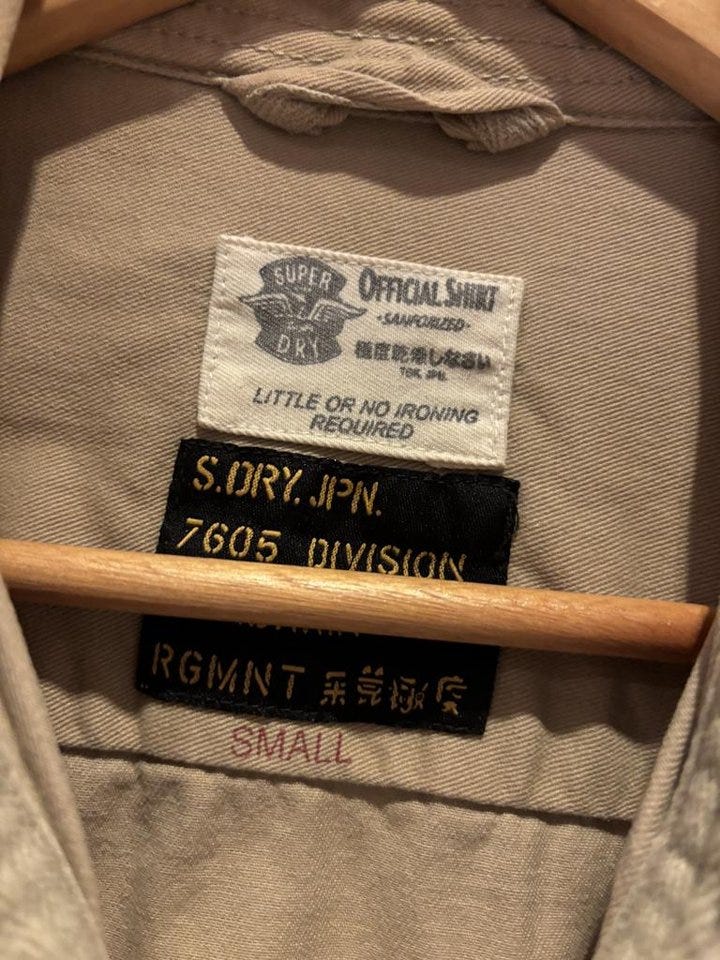 SUPER
DRY
OFFICIAL SHIRT
-SANFORIZED-
極度乾燥しなさい
TOK. JPN.
LITTLE OR NO IRONING
REQUIRED
S.DRY. JPN.
7605 DIVISION
RGMNT
SMALL